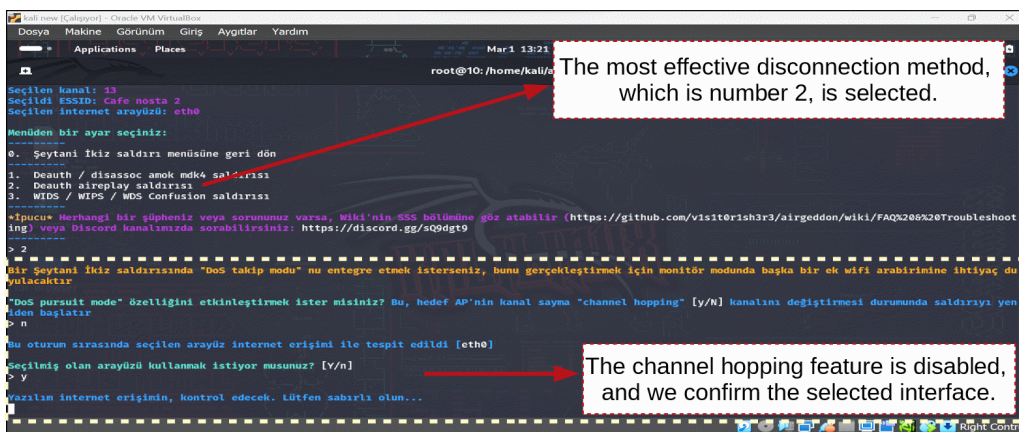 kali new [Çalışıyor] - Oracle VM VirtualBox
Dosya Makine Görünüm Giriş Aygıtlar Yardım
Applications Places Mar 1 13:21
root@10: /home/kali/a
Seçilen kanal: 13
Seçildi ESSID: Cafe nosta 2
Seçilen internet arayüzü: eth0
The most effective disconnection method,
which is number 2, is selected.
Menüden bir ayar seçiniz:
---------
0. Şeytani İkiz saldırı menüsüne geri dön
---------
1. Deauth / disassoc amok mdk4 saldırısı
2. Deauth aireplay saldırısı
3. WIDS / WIPS / WDS Confusion saldırısı
---------
*İpucu* Herhangi bir şüpheniz veya sorununuz varsa, Wiki'nin SSS bölümüne göz atabilir (https://github.com/v1s1t0r1sh3r3/airgeddon/wiki/FAQ%20&%20Troubleshoot
ing) veya Discord kanalımızda sorabilirsiniz: https://discord.gg/sQ9dgt9
---------
> 2
Bir Şeytani İkiz saldırısında "DoS takip modu" nu entegre etmek isterseniz, bunu gerçekleştirmek için monitör modunda başka bir ek wifi arabirimine ihtiyaç du
yulacaktır
"DoS pursuit mode" özelliğini etkinleştirmek ister misiniz? Bu, hedef AP'nin kanal sayma "channel hopping" [y/N] kanalını değiştirmesi durumunda saldırıyı yen
iden başlatır
> n
Bu oturum sırasında seçilen arayüz internet erişimi ile tespit edildi [eth0]
Seçilmiş olan arayüzü kullanmak istiyor musunuz? [Y/n]
> y
The channel hopping feature is disabled,
and we confirm the selected interface.
Yazılım internet erişimin, kontrol edecek. Lütfen sabırlı olun...
Right Contr